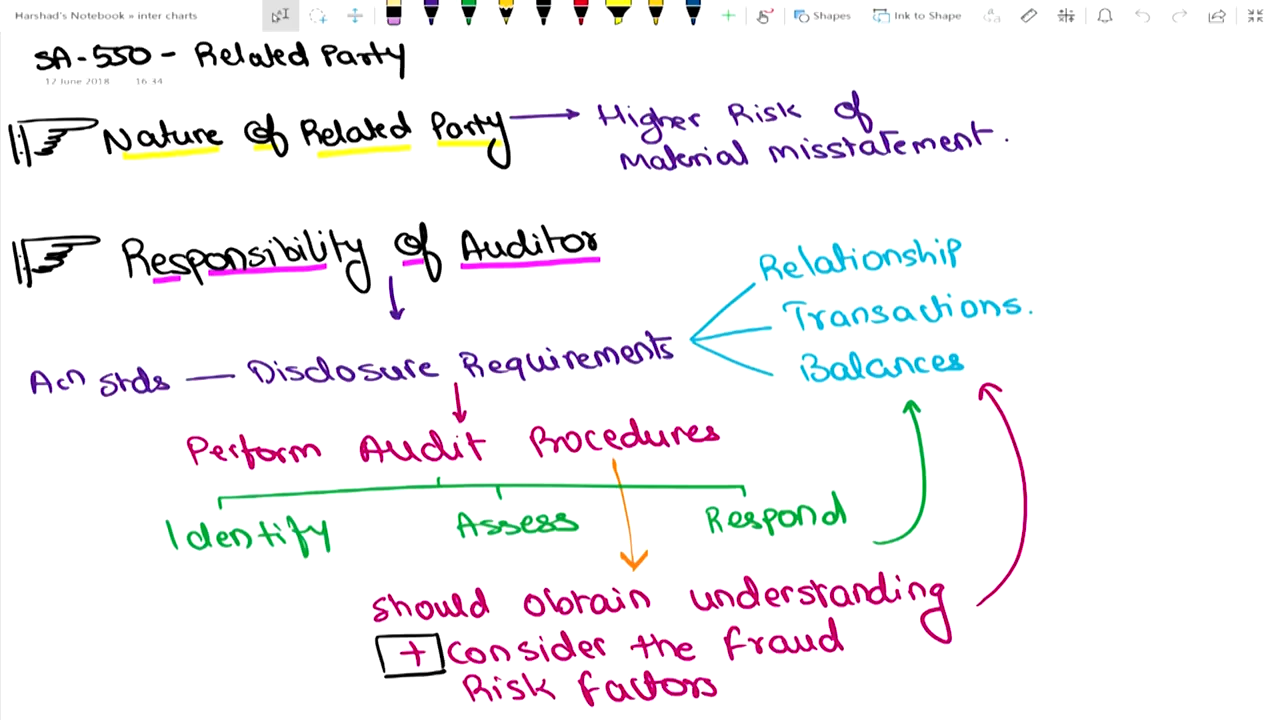 Harshad's Notebook » inter charts
Shapes
Ink to Shape
SA-550 - Related Party
12 June 2018 16:34
Nature of Related Party → Higher Risk of
Material misstatement.
Responsibility of Auditor
Relationship
Transactions.
Acn Stds — Disclosure Requirements
Balances
Perform Audit Procedures
Identify Assess Respond
should obtain understanding
+ Consider the fraud
Risk factors